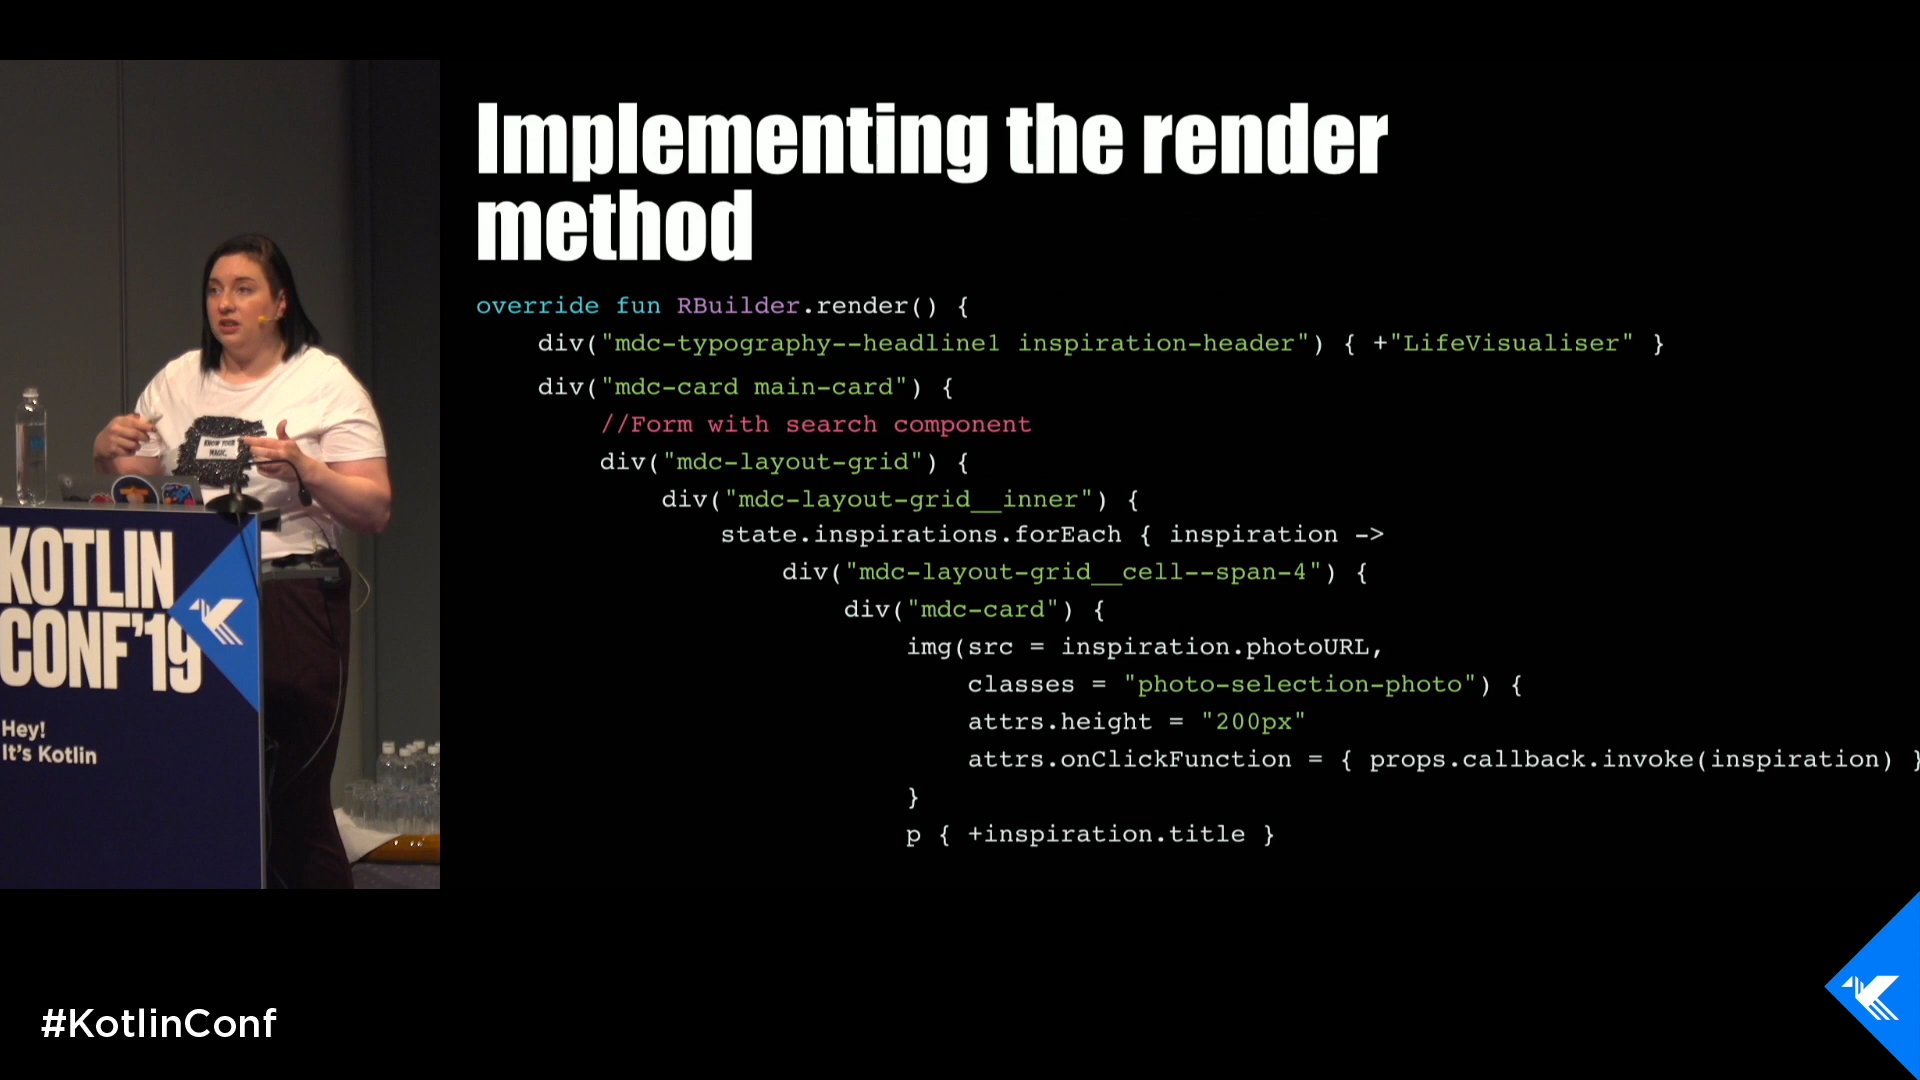 Implementing the render
method
override fun RBuilder.render() {
div("mdc-typography--headline1 inspiration-header") { +"LifeVisualiser" }
div("mdc-card main-card") {
//Form with search component
div("mdc-layout-grid") {
div("mdc-layout-grid__inner") {
state.inspirations.forEach { inspiration ->
div("mdc-layout-grid__cell--span-4") {
div("mdc-card") {
img(src = inspiration.photoURL,
classes = "photo-selection-photo") {
attrs.height = "200px"
attrs.onClickFunction = { props.callback.invoke(inspiration) }
}
p { +inspiration.title }
KNOW YOUR
MAGIC.
KOTLIN
CONF'19
Hey!
It's Kotlin
#KotlinConf